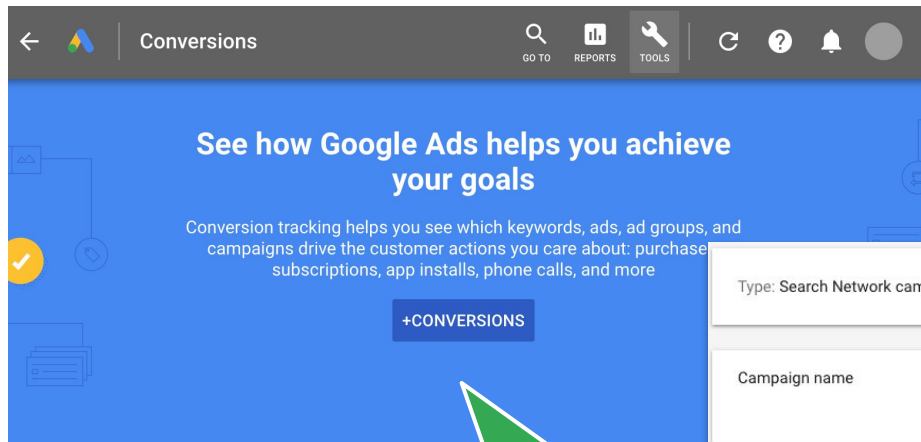 Conversions
GO TO
REPORTS
TOOLS
See how Google Ads helps you achieve
your goals
Conversion tracking helps you see which keywords, ads, ad groups, and
campaigns drive the customer actions you care about: purchase
subscriptions, app installs, phone calls, and more
+CONVERSIONS
Type: Search Network cam
Campaign name